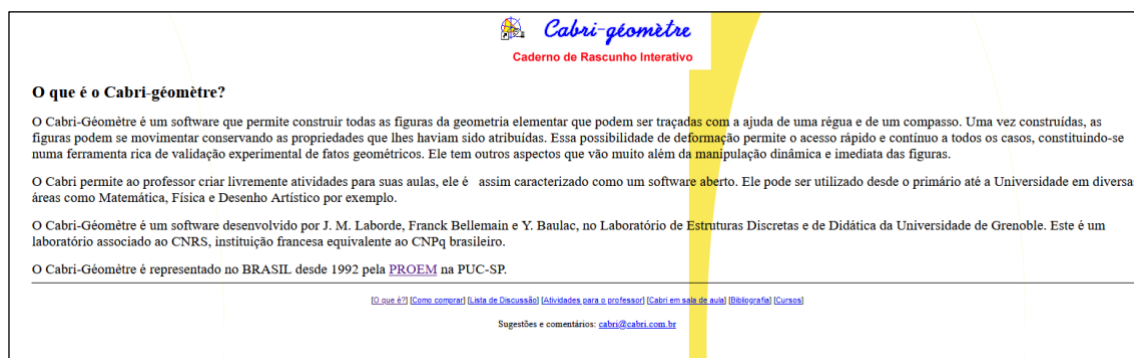 Cabri-géomètre
Caderno de Rascunho Interativo
O que é o Cabri-géomètre?
O Cabri-Géomètre é um software que permite construir todas as figuras da geometria elementar que podem ser traçadas com a ajuda de uma régua e de um compasso. Uma vez construídas, as
figuras podem se movimentar conservando as propriedades que lhes haviam sido atribuídas. Essa possibilidade de deformação permite o acesso rápido e contínuo a todos os casos, constituindo-se
numa ferramenta rica de validação experimental de fatos geométricos. Ele tem outros aspectos que vão muito além da manipulação dinâmica e imediata das figuras.
O Cabri permite ao professor criar livremente atividades para suas aulas, ele é assim caracterizado como um software aberto. Ele pode ser utilizado desde o primário até a Universidade em diversa
áreas como Matemática, Física e Desenho Artístico por exemplo.
O Cabri-Géomètre é um software desenvolvido por J. M. Laborde, Franck Bellemain e Y. Baulac, no Laboratório de Estruturas Discretas e de Didática da Universidade de Grenoble. Este é um
laboratório associado ao CNRS, instituição francesa equivalente ao CNPq brasileiro.
O Cabri-Géomètre é representado no BRASIL desde 1992 pela PROEM na PUC-SP.
[O que é?] [Como comprar] [Lista de Discussão] [Atividades para o professor] [Cabri em sala de aula] [Bibliografia] [Cursos]
Sugestões e comentários: cabri@cabri.com.br